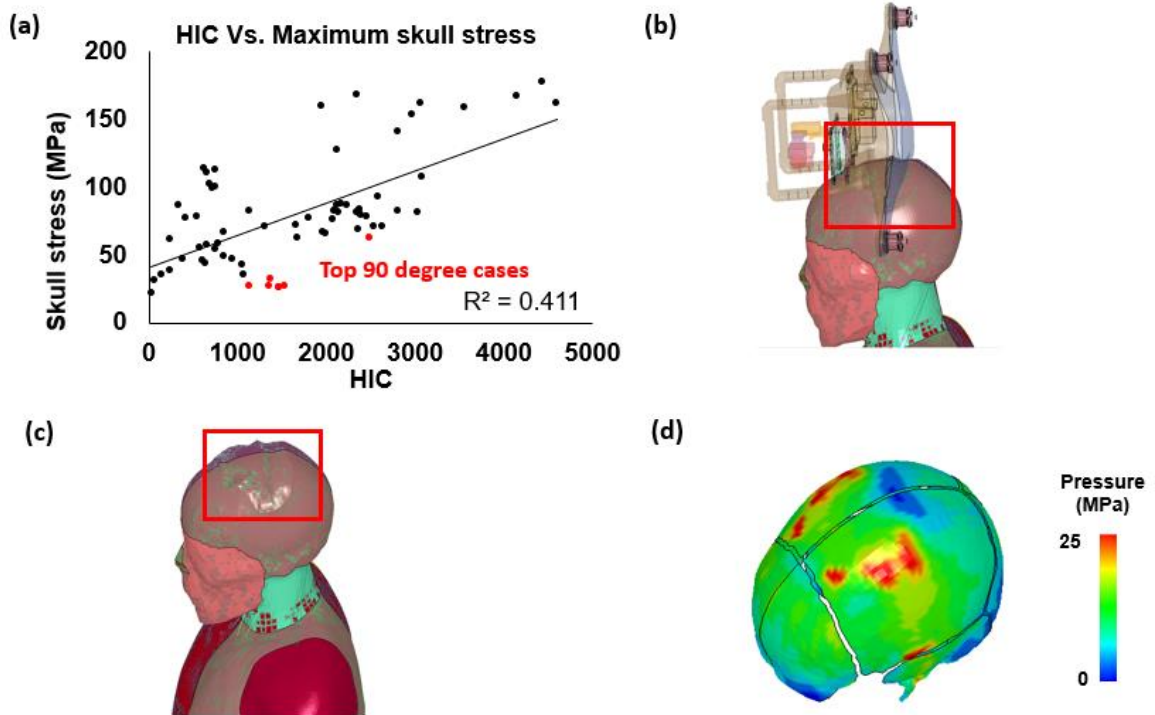 (a)
HIC Vs. Maximum skull stress
Skull stress (MPa)
200
150
100
50
0
Top 90 degree cases
R² = 0.411
0 1000 2000 3000 4000 5000
HIC
(b)
(c)
(d)
Pressure
(MPa)
25
0